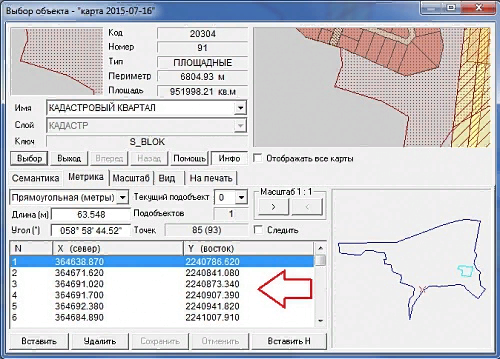 Выбор объекта - "карта 2015-07-16"
Код 20304
Номер 91
Тип ПЛОЩАДНЫЕ
Периметр 6804.93 м
Площадь 951998.21 кв.м
Имя КАДАСТРОВЫЙ КВАРТАЛ
Слой КАДАСТР
Ключ S_BLOK
Выбор Выход Вперед Назад Помощь Инфо Отображать все карты
Семантика Метрика Масштаб Вид На печать
Прямоугольная (метры) Текущий подобъект 0 Масштаб 1 : 1
Длина (м) 63.548 Подобъектов 1 > <
Угол (°) 058° 58' 44.52" Точек 85 (93) Следить
N X (север) Y (восток)
1 364638.870 2240786.620
2 364671.620 2240841.080
3 364691.020 2240873.340
4 364691.700 2240907.390
5 364692.380 2240941.820
6 364684.890 2241007.910
Вставить Удалить Сохранить Отменить Вставить Н